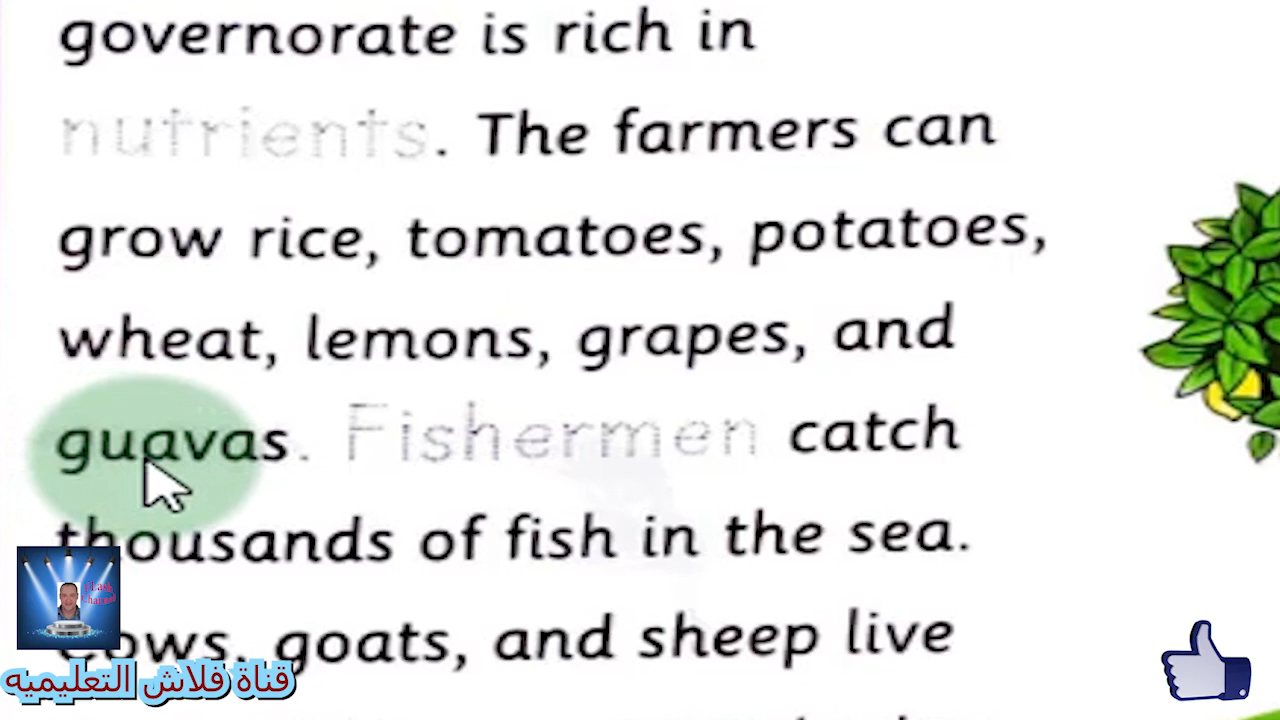 governorate is rich in
nutrients. The farmers can
grow rice, tomatoes, potatoes,
wheat, lemons, grapes, and
guavas. Fishermen catch
thousands of fish in the sea.
Cows, goats, and sheep live
قناة فلاش التعليميه